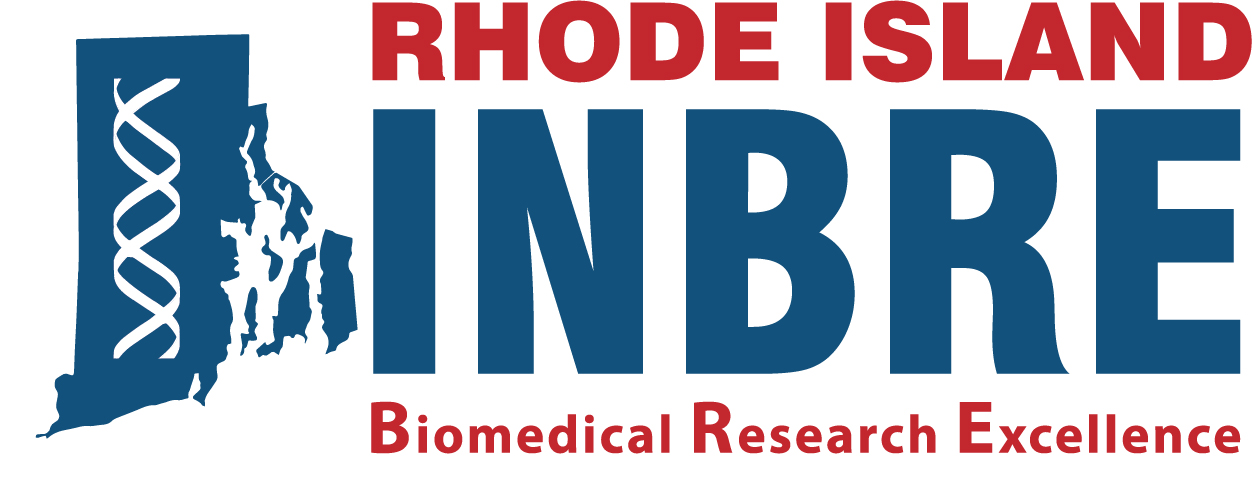 RHODE ISLAND
INBRE
Biomedical Research Excellence